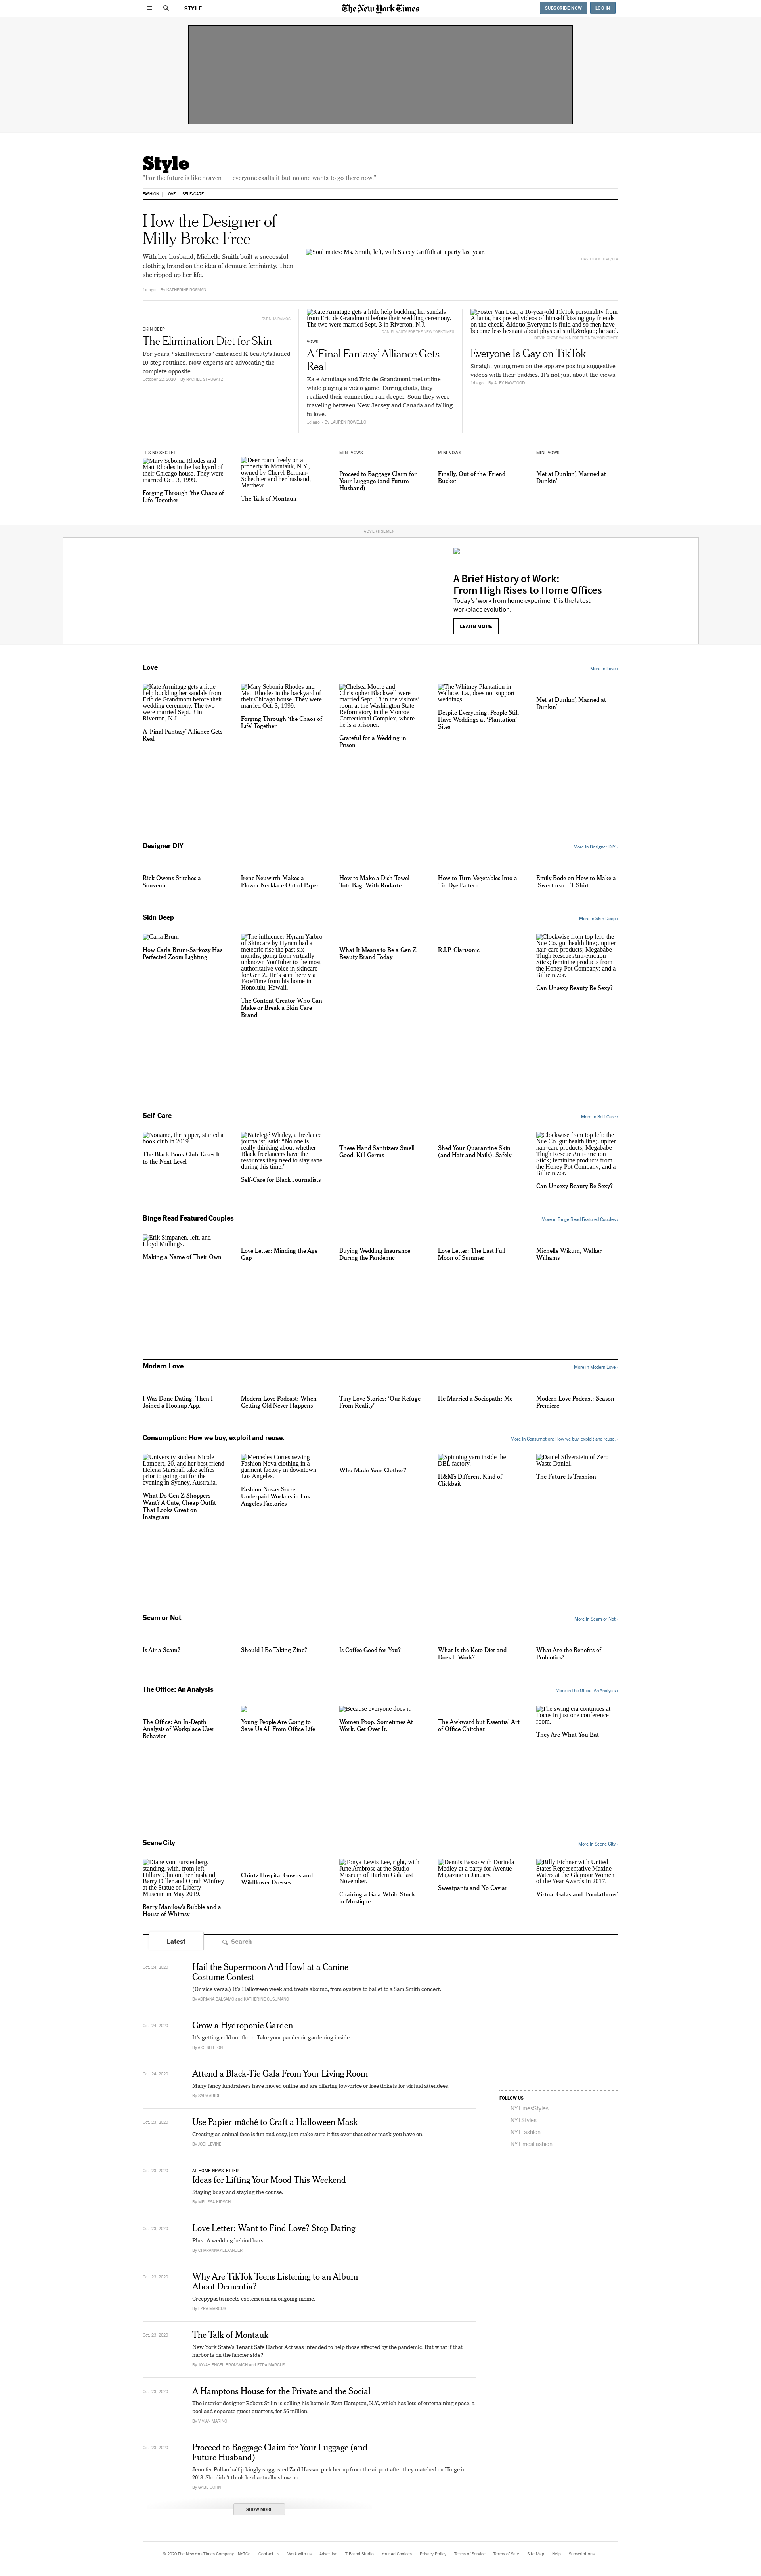 STYLE
The New York Times
SUBSCRIBE NOW
LOG IN
Style
"For the future is like heaven — everyone exalts it but no one wants to go there now."
FASHION
LOVE
SELF-CARE
How the Designer of
Milly Broke Free
With her husband, Michelle Smith built a successful
clothing brand on the idea of demure femininity. Then
she ripped up her life.
1d ago - By KATHERINE ROSMAN
Soul mates: Ms. Smith, left, with Stacey Griffith at a party last year.
SKIN DEEP
The Elimination Diet for Skin
For years, “skinfluencers” embraced K-beauty's famed
10-step routines. Now experts are advocating the
complete opposite.
October 22, 2020 - By RACHEL STRUGATZ
Kate Armitage gets a little help buckling her sandals
from Eric de Grandmont before their wedding ceremony.
The two were married Sept. 3 in Riverton, N.J.
VOWS
A ‘Final Fantasy’ Alliance Gets
Real
Kate Armitage and Eric de Grandmont met online
while playing a video game. During chats, they
realized their connection ran deeper. Soon they were
traveling between New Jersey and Canada and falling
in love.
1d ago - By LAUREN ROWELLO
Foster Van Lear, a 16-year-old TikTok personality from
Atlanta, has posted videos of himself kissing guy friends
on the cheek. &ldquo;Everyone is fluid and so men have
become less hesitant about physical stuff,&rdquo; he said.
Everyone Is Gay on TikTok
Straight young men on the app are posting suggestive
videos with their buddies. It's not just about the views.
1d ago - By ALEX HAWGOOD
IT'S NO SECRET
Mary Sebonia Rhodes and
Matt Rhodes in the backyard of
their Chicago house. They were
married Oct. 3, 1999.
Forging Through ‘the Chaos of
Life’ Together
Deer roam freely on a
property in Montauk, N.Y.,
owned by Cheryl Berman-
Schechter and her husband,
Matthew.
The Talk of Montauk
MINI-VOWS
Proceed to Baggage Claim for
Your Luggage (and Future
Husband)
MINI-VOWS
Finally, Out of the ‘Friend
Bucket’
MINI-VOWS
Met at Dunkin’, Married at
Dunkin’
ADVERTISEMENT
A Brief History of Work:
From High Rises to Home Offices
Today's 'work from home experiment' is the latest
workplace evolution.
LEARN MORE
Love
More in Love ›
Kate Armitage gets a little
help buckling her sandals from
Eric de Grandmont before their
wedding ceremony. The two
were married Sept. 3 in
Riverton, N.J.
A ‘Final Fantasy’ Alliance Gets
Real
Mary Sebonia Rhodes and
Matt Rhodes in the backyard of
their Chicago house. They were
married Oct. 3, 1999.
Forging Through ‘the Chaos of
Life’ Together
Chelsea Moore and
Christopher Blackwell were
married Sept. 18 in the visitors’
room at the Washington State
Reformatory in the Monroe
Correctional Complex, where
he is a prisoner.
Grateful for a Wedding in
Prison
The Whitney Plantation in
Wallace, La., does not support
weddings.
Despite Everything, People Still
Have Weddings at ‘Plantation’
Sites
Met at Dunkin’, Married at
Dunkin’
Designer DIY
More in Designer DIY ›
Rick Owens Stitches a
Souvenir
Irene Neuwirth Makes a
Flower Necklace Out of Paper
How to Make a Dish Towel
Tote Bag, With Rodarte
How to Turn Vegetables Into a
Tie-Dye Pattern
Emily Bode on How to Make a
‘Sweetheart’ T-Shirt
Skin Deep
More in Skin Deep ›
Carla Bruni
How Carla Bruni-Sarkozy Has
Perfected Zoom Lighting
The influencer Hyram Yarbro
of Skincare by Hyram had a
meteoric rise the past six
months, going from virtually
unknown YouTuber to the most
authoritative voice in skincare
for Gen Z. He’s seen here via
FaceTime from his home in
Honolulu, Hawaii.
The Content Creator Who Can
Make or Break a Skin Care
Brand
What It Means to Be a Gen Z
Beauty Brand Today
R.I.P. Clarisonic
Clockwise from top left: the
Nue Co. gut health line; Jupiter
hair-care products; Megababe
Thigh Rescue Anti-Friction
Stick; feminine products from
the Honey Pot Company; and a
Billie razor.
Can Unsexy Beauty Be Sexy?
Self-Care
More in Self-Care ›
Noname, the rapper, started a
book club in 2019.
The Black Book Club Takes It
to the Next Level
Natelegé Whaley, a freelance
journalist, said: “No one is
really thinking about whether
Black freelancers have the
resources they need to stay sane
during this time.”
Self-Care for Black Journalists
These Hand Sanitizers Smell
Good, Kill Germs
Shed Your Quarantine Skin
(and Hair and Nails), Safely
Clockwise from top left: the
Nue Co. gut health line; Jupiter
hair-care products; Megababe
Thigh Rescue Anti-Friction
Stick; feminine products from
the Honey Pot Company; and a
Billie razor.
Can Unsexy Beauty Be Sexy?
Binge Read Featured Couples
More in Binge Read Featured Couples ›
Erik Simpanen, left, and
Lloyd Mullings.
Making a Name of Their Own
Love Letter: Minding the Age
Gap
Buying Wedding Insurance
During the Pandemic
Love Letter: The Last Full
Moon of Summer
Michelle Wikum, Walker
Williams
Modern Love
More in Modern Love ›
I Was Done Dating. Then I
Joined a Hookup App.
Modern Love Podcast: When
Getting Old Never Happens
Tiny Love Stories: ‘Our Refuge
From Reality’
He Married a Sociopath: Me
Modern Love Podcast: Season
Premiere
Consumption: How we buy, exploit and reuse.
More in Consumption: How we buy, exploit and reuse. ›
University student Nicole
Lambert, 20, and her best friend
Helena Marshall take selfies
prior to going out for the
evening in Sydney, Australia.
What Do Gen Z Shoppers
Want? A Cute, Cheap Outfit
That Looks Great on
Instagram
Mercedes Cortes sewing
Fashion Nova clothing in a
garment factory in downtown
Los Angeles.
Fashion Nova’s Secret:
Underpaid Workers in Los
Angeles Factories
Who Made Your Clothes?
Spinning yarn inside the
DBL factory.
H&M’s Different Kind of
Clickbait
Daniel Silverstein of Zero
Waste Daniel.
The Future Is Trashion
Scam or Not
More in Scam or Not ›
Is Air a Scam?
Should I Be Taking Zinc?
Is Coffee Good for You?
What Is the Keto Diet and
Does It Work?
What Are the Benefits of
Probiotics?
The Office: An Analysis
More in The Office: An Analysis ›
The Office: An In-Depth
Analysis of Workplace User
Behavior
Young People Are Going to
Save Us All From Office Life
Because everyone does it.
Women Poop. Sometimes At
Work. Get Over It.
The Awkward but Essential Art
of Office Chitchat
The swing era continues at
Focus in just one conference
room.
They Are What You Eat
Scene City
More in Scene City ›
Diane von Furstenberg,
standing, with, from left,
Hillary Clinton, her husband
Barry Diller and Oprah Winfrey
at the Statue of Liberty
Museum in May 2019.
Barry Manilow’s Bubble and a
House of Whimsy
Chintz Hospital Gowns and
Wildflower Dresses
Tonya Lewis Lee, right, with
June Ambrose at the Studio
Museum of Harlem Gala last
November.
Chairing a Gala While Stuck
in Mustique
Dennis Basso with Dorinda
Medley at a party for Avenue
Magazine in January.
Sweatpants and No Caviar
Billy Eichner with United
States Representative Maxine
Waters at the Glamour Women
of the Year Awards in 2017.
Virtual Galas and ‘Foodathons’
Latest
Search
Oct. 24, 2020
Hail the Supermoon And Howl at a Canine
Costume Contest
(Or vice versa.) It's Halloween week and treats abound, from oysters to ballet to a Sam Smith concert.
By ADRIANA BALSAMO and KATHERINE CUSUMANO
Oct. 24, 2020
Grow a Hydroponic Garden
It's getting cold out there. Take your pandemic gardening inside.
By A.C. SHILTON
Oct. 24, 2020
Attend a Black-Tie Gala From Your Living Room
Many fancy fundraisers have moved online and are offering low-price or free tickets for virtual attendees.
By SARA ARIDI
Oct. 23, 2020
Use Papier-mâché to Craft a Halloween Mask
Creating an animal face is fun and easy, just make sure it fits over that other mask you have on.
By JODI LEVINE
Oct. 23, 2020
AT HOME NEWSLETTER
Ideas for Lifting Your Mood This Weekend
Staying busy and staying the course.
By MELISSA KIRSCH
Oct. 23, 2020
Love Letter: Want to Find Love? Stop Dating
Plus: A wedding behind bars.
By CHARANNA ALEXANDER
Oct. 23, 2020
Why Are TikTok Teens Listening to an Album
About Dementia?
Creepypasta meets esoterica in an ongoing meme.
By EZRA MARCUS
Oct. 23, 2020
The Talk of Montauk
New York State's Tenant Safe Harbor Act was intended to help those affected by the pandemic. But what if that
harbor is on the fancier side?
By JONAH ENGEL BROMWICH and EZRA MARCUS
Oct. 23, 2020
A Hamptons House for the Private and the Social
The interior designer Robert Stilin is selling his home in East Hampton, N.Y., which has lots of entertaining space, a
pool and separate guest quarters, for $6 million.
By VIVIAN MARINO
Oct. 23, 2020
Proceed to Baggage Claim for Your Luggage (and
Future Husband)
Jennifer Pollan half-jokingly suggested Zaid Hassan pick her up from the airport after they matched on Hinge in
2018. She didn't think he'd actually show up.
By GABE COHN
SHOW MORE
FOLLOW US
NYTimesStyles
NYTStyles
NYTFashion
NYTimesFashion
© 2020 The New York Times Company
NYTCo
Contact Us
Work with us
Advertise
T Brand Studio
Your Ad Choices
Privacy Policy
Terms of Service
Terms of Sale
Site Map
Help
Subscriptions